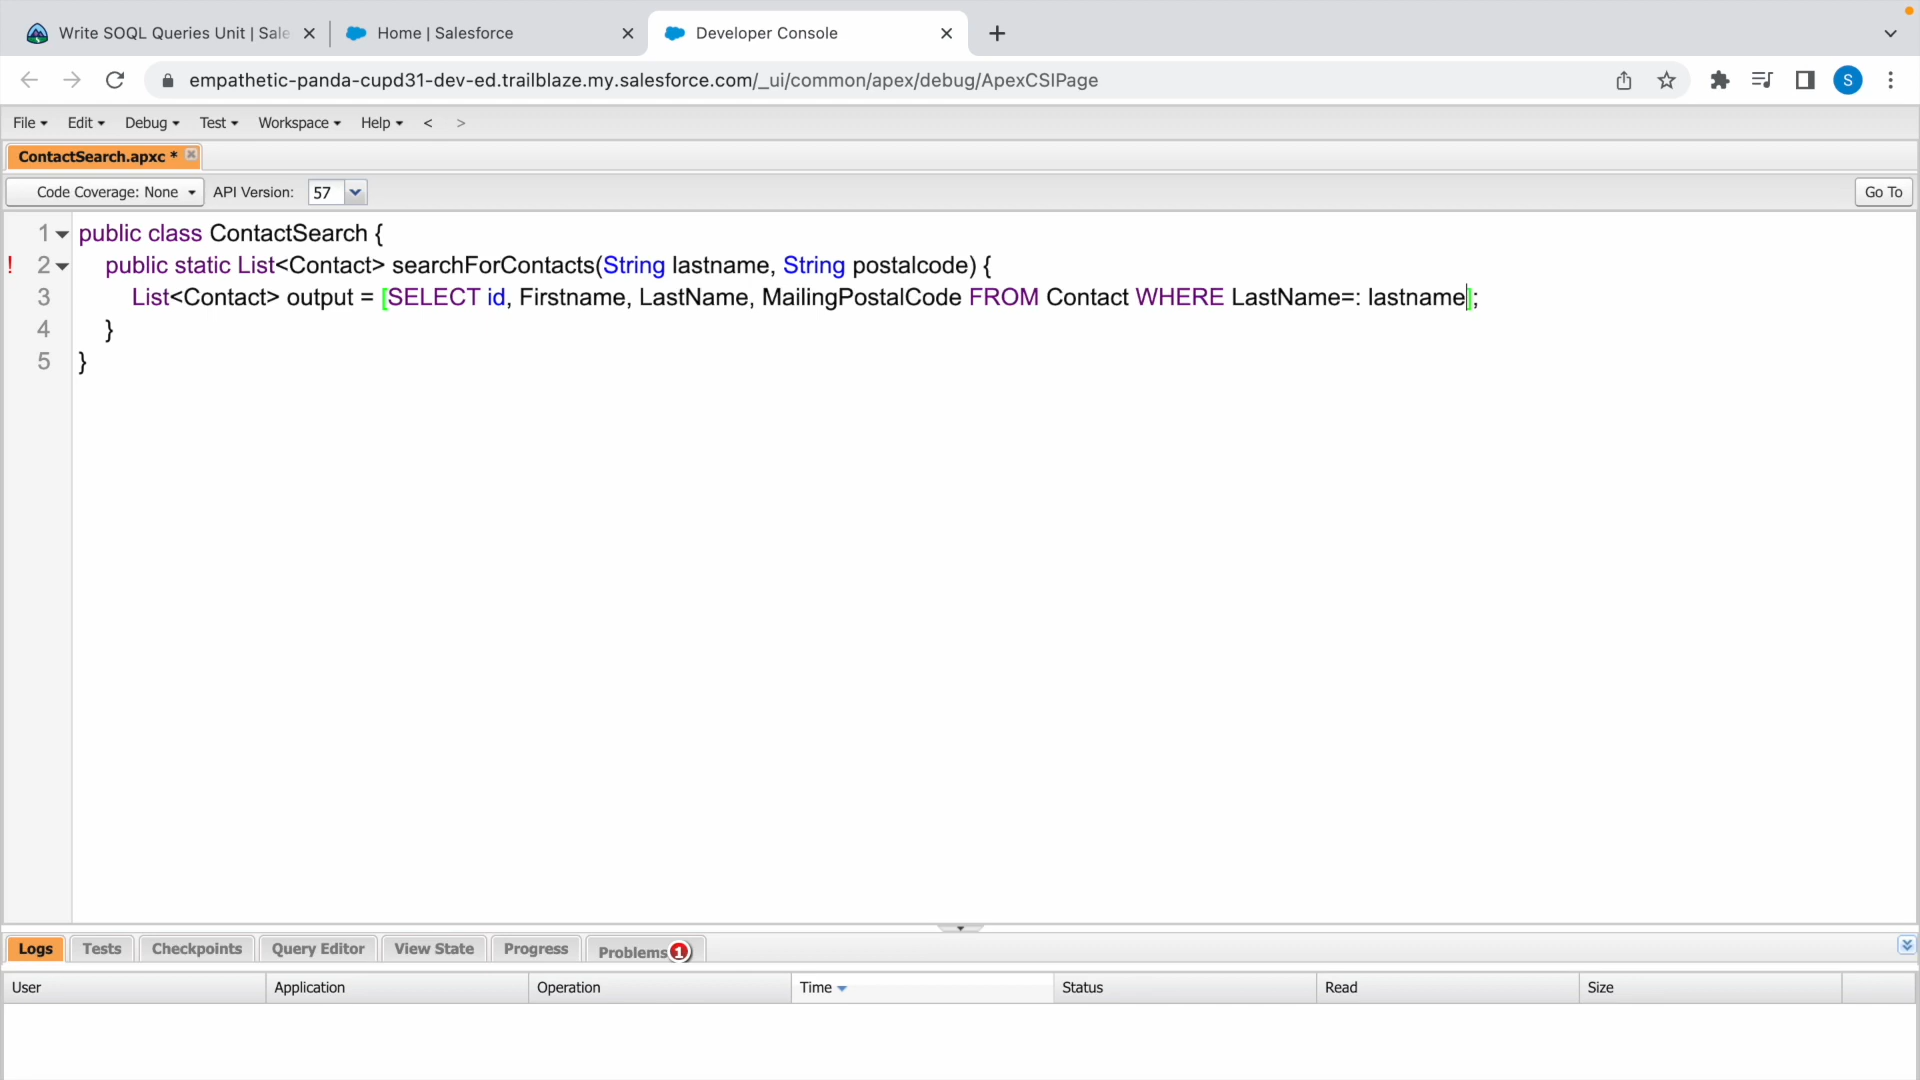 Write SOQL Queries Unit | Sale
Home | Salesforce
Developer Console
empathetic-panda-cupd31-dev-ed.trailblaze.my.salesforce.com/_ui/common/apex/debug/ApexCSIPage
S
File Edit Debug Test Workspace Help < >
ContactSearch.apxc *
Code Coverage: None API Version: 57 Go To
1 public class ContactSearch {
! 2 public static List<Contact> searchForContacts(String lastname, String postalcode) {
3 List<Contact> output = [SELECT id, Firstname, LastName, MailingPostalCode FROM Contact WHERE LastName=: lastname];
4 }
5 }
Logs Tests Checkpoints Query Editor View State Progress Problems 1
User Application Operation Time Status Read Size